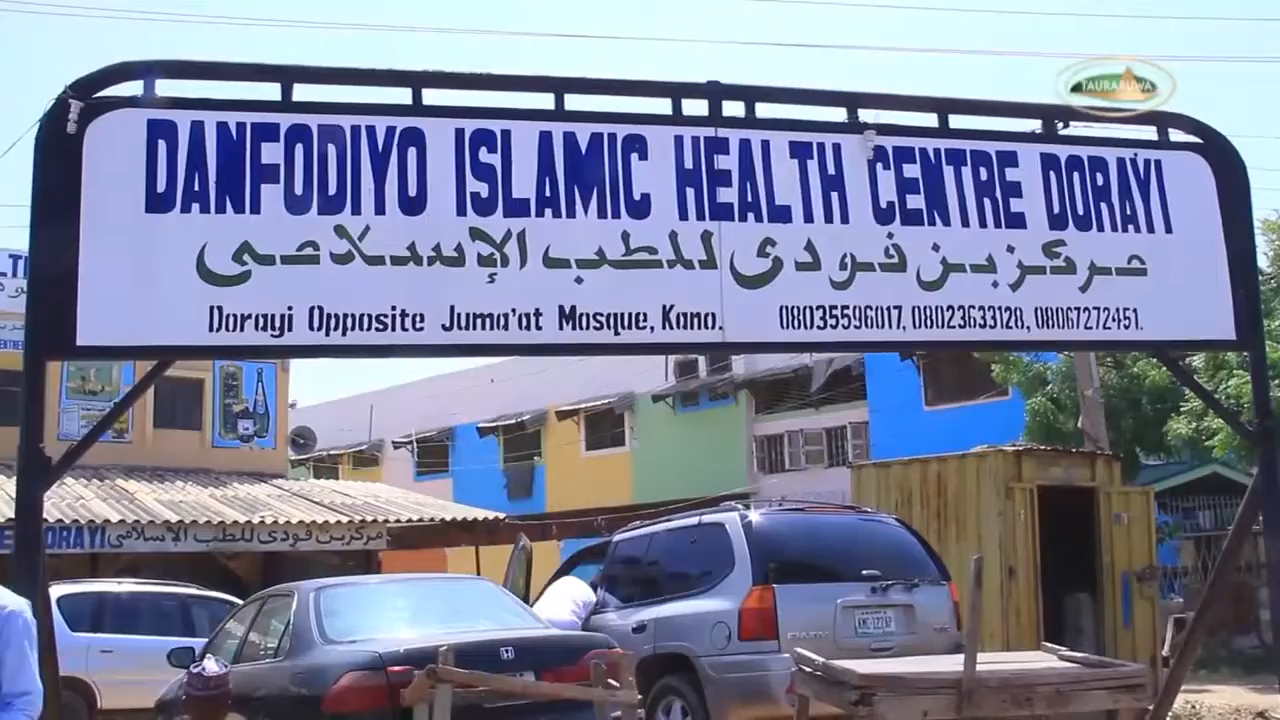 TAURARUWA
DANFODIYO ISLAMIC HEALTH CENTRE DORAYI
مركز بن فودى للطب الإسلامى
Dorayi Opposite Juma'at Mosque, Kano. 08035596017, 08023633128, 08067272451.
DORAYI مركز بن فودى للطب الإسلامى
ENVOY